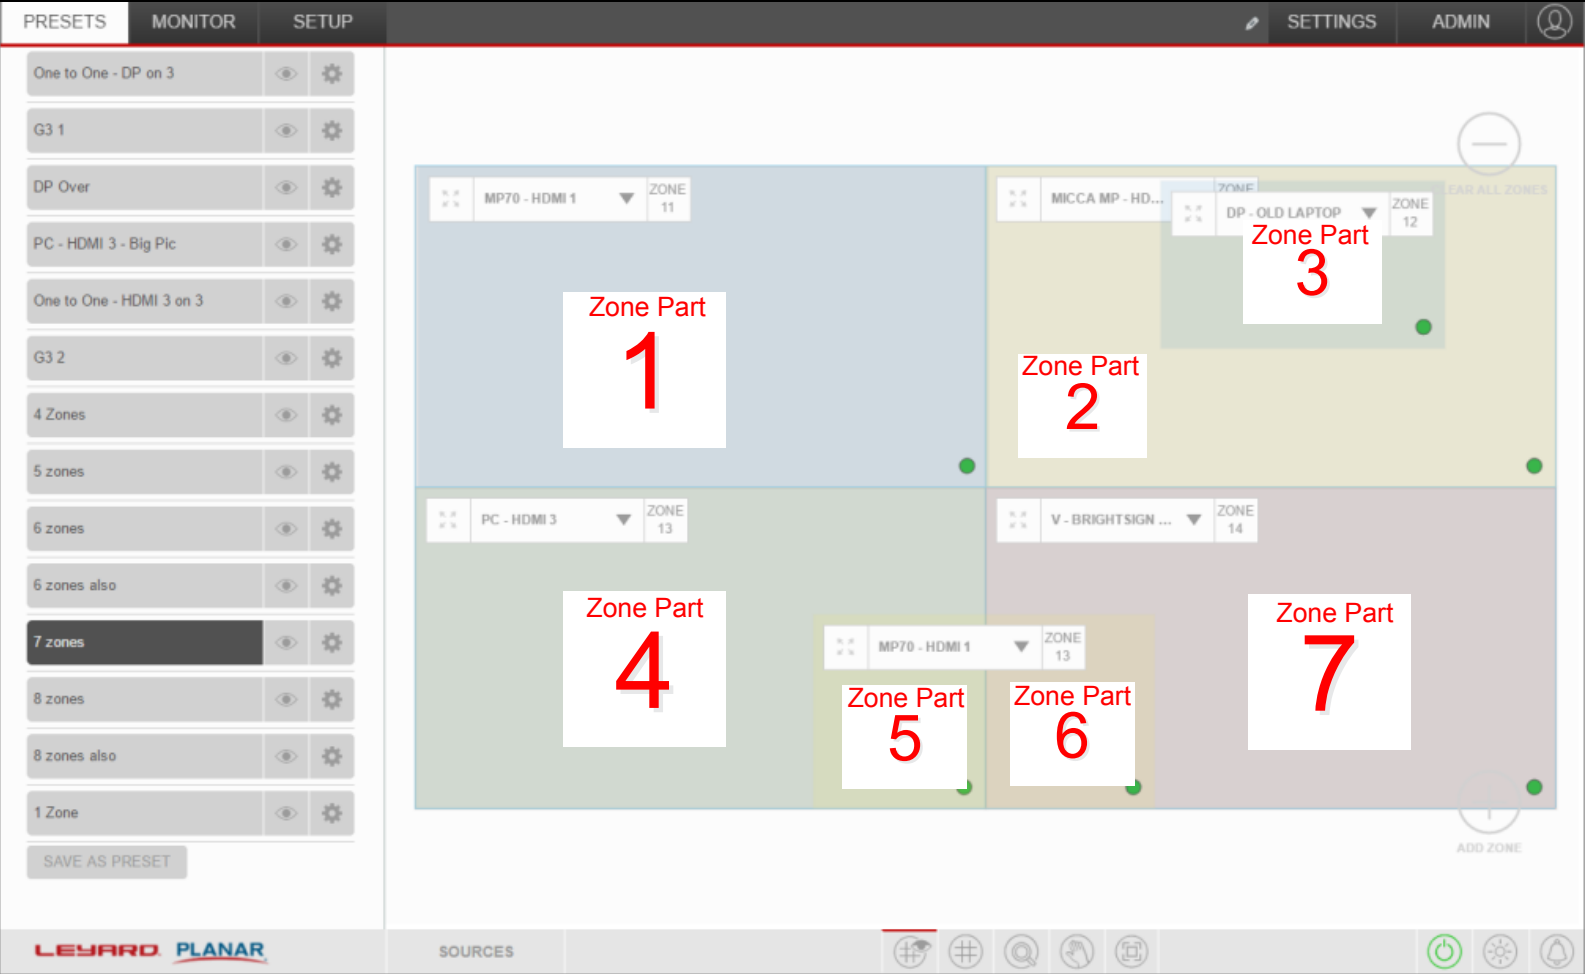 PRESETS
MONITOR
SETUP
SETTINGS
ADMIN
One to One - DP on 3
G3 1
DP Over
PC - HDMI 3 - Big Pic
One to One - HDMI 3 on 3
G3 2
4 Zones
5 zones
6 zones
6 zones also
7 zones
8 zones
8 zones also
1 Zone
SAVE AS PRESET
MP70 - HDMI 1
ZONE
11
MICCA MP - HD...
ZONE
DP - OLD LAPTOP
ZONE
12
EAR ALL ZONES
Zone Part
1
Zone Part
2
Zone Part
3
PC - HDMI 3
ZONE
13
V - BRIGHTSIGN ...
ZONE
14
Zone Part
4
MP70 - HDMI 1
ZONE
13
Zone Part
5
Zone Part
6
Zone Part
7
ADD ZONE
LEYARD. PLANAR
SOURCES